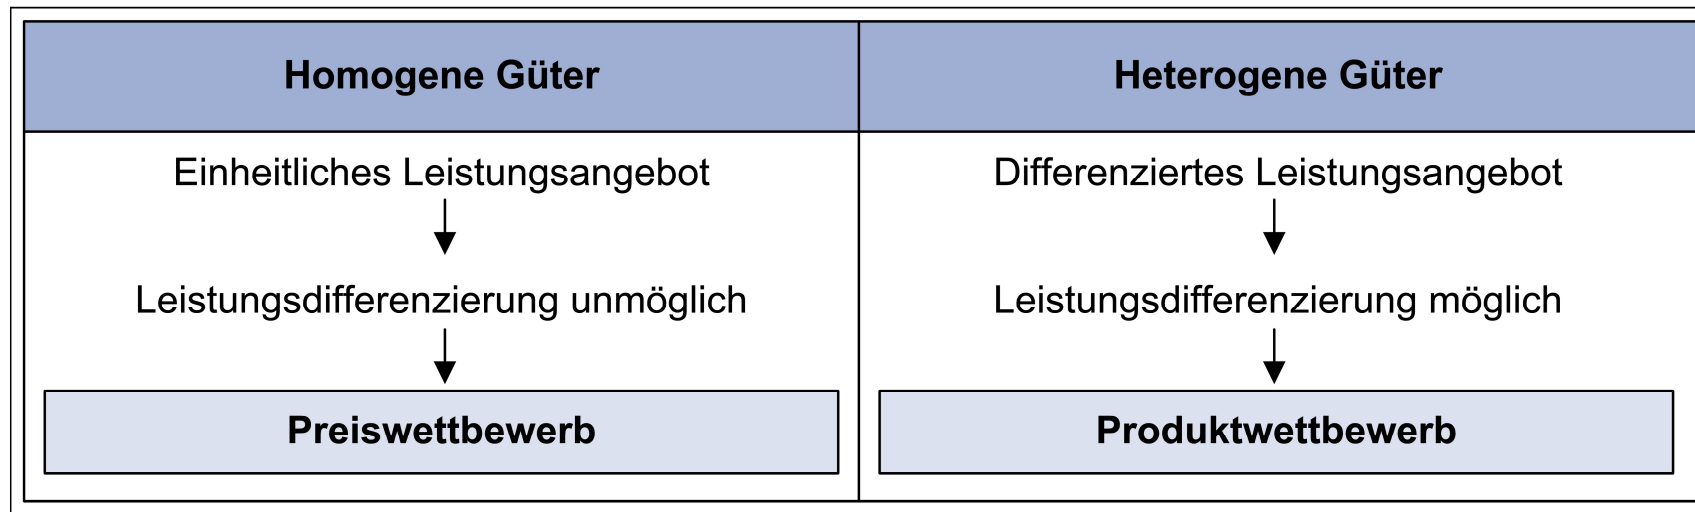 Homogene Güter
Heterogene Güter
Einheitliches Leistungsangebot
Differenziertes Leistungsangebot
Leistungsdifferenzierung unmöglich
Leistungsdifferenzierung möglich
Preiswettbewerb
Produktwettbewerb